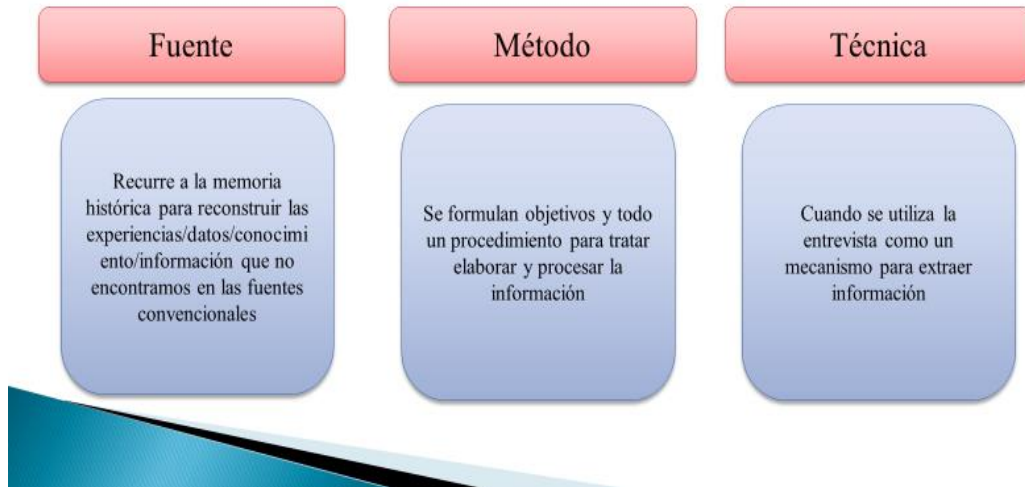 Fuente
Recurre a la memoria
histórica para reconstruir las
experiencias/datos/conocimi
ento/información que no
encontramos en las fuentes
convencionales
Método
Se formulan objetivos y todo
un procedimiento para tratar
elaborar y procesar la
información
Técnica
Cuando se utiliza la
entrevista como un
mecanismo para extraer
información